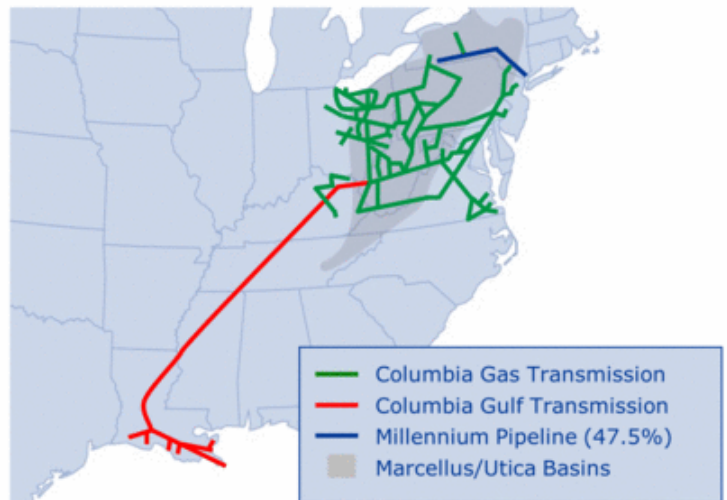 Columbia Gas Transmission
Columbia Gulf Transmission
Millennium Pipeline (47.5%)
Marcellus/Utica Basins